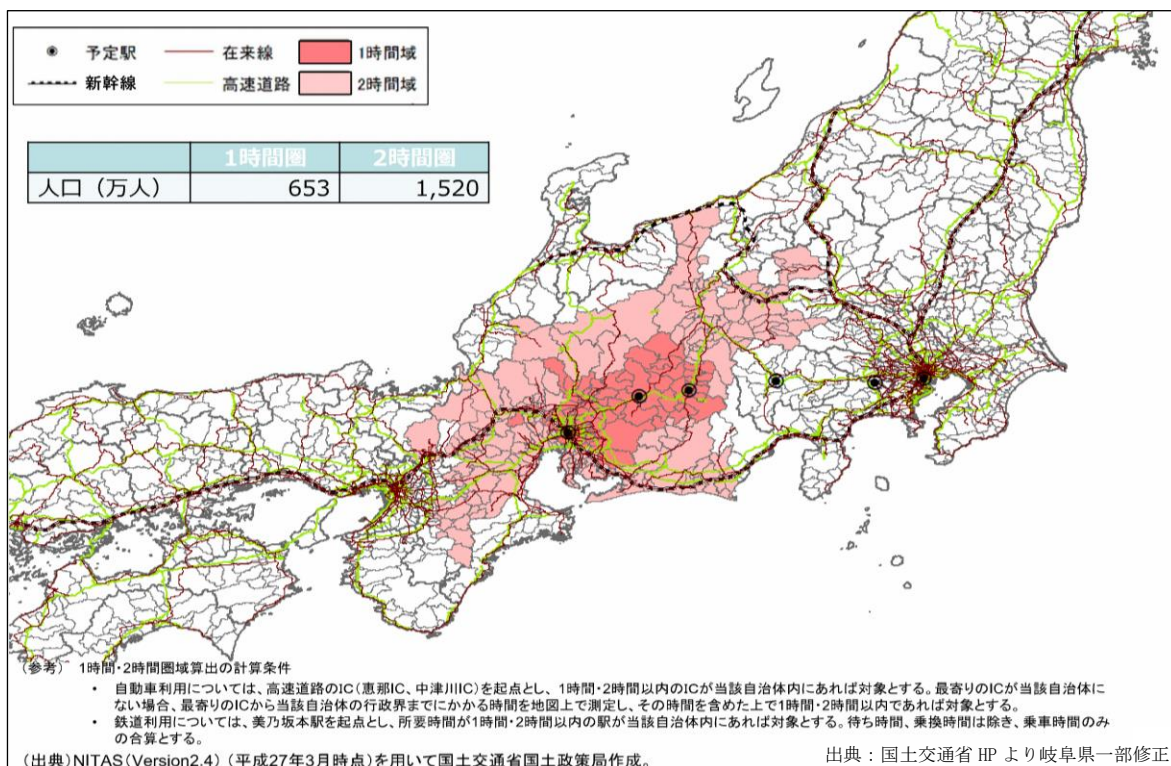 予定駅 在来線 1時間域
新幹線 高速道路 2時間域
1時間圏 2時間圏
人口（万人） 653 1,520
(参考) 1時間・2時間圏域算出の計算条件
• 自動車利用については、高速道路のIC(恵那IC、中津川IC)を起点とし、1時間・2時間以内のICが当該自治体内にあれば対象とする。最寄りのICが当該自治体に
ない場合、最寄りのICから当該自治体の行政界までにかかる時間を地図上で測定し、その時間を含めた上で1時間・2時間以内であれば対象とする。
• 鉄道利用については、美乃坂本駅を起点とし、所要時間が1時間・2時間以内の駅が当該自治体内にあれば対象とする。待ち時間、乗換時間は除き、乗車時間のみ
の合算とする。
(出典)NITAS(Version2.4) (平成27年3月時点)を用いて国土交通省国土政策局作成。
出典：国土交通省 HP より岐阜県一部修正